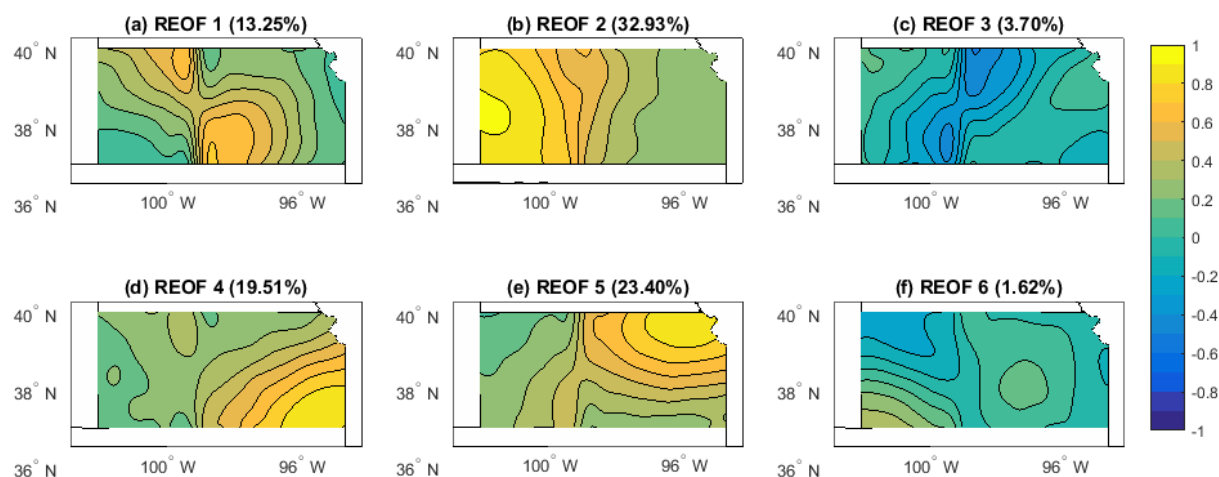 (a) REOF 1 (13.25%)
(b) REOF 2 (32.93%)
(c) REOF 3 (3.70%)
40° N
38° N
36° N
100° W
96° W
40° N
38° N
36° N
100° W
96° W
40° N
38° N
36° N
100° W
96° W
(d) REOF 4 (19.51%)
(e) REOF 5 (23.40%)
(f) REOF 6 (1.62%)
40° N
38° N
36° N
100° W
96° W
40° N
38° N
36° N
100° W
96° W
40° N
38° N
36° N
100° W
96° W
1
0.8
0.6
0.4
0.2
0
-0.2
-0.4
-0.6
-0.8
-1